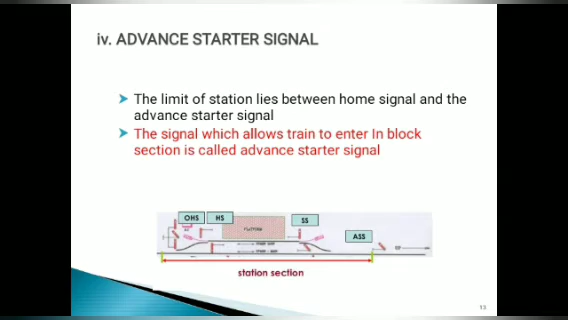 iv. ADVANCE STARTER SIGNAL
➤ The limit of station lies between home signal and the
advance starter signal
➤ The signal which allows train to enter In block
section is called advance starter signal
OHS HS SS
ASS
station section
13